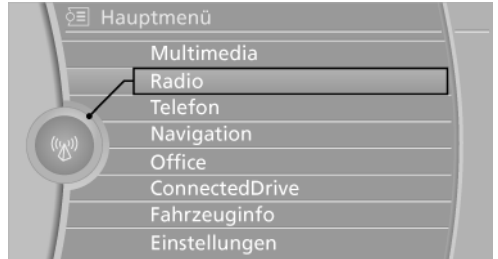 Hauptmenü
Multimedia
Radio
Telefon
Navigation
Office
ConnectedDrive
Fahrzeuginfo
Einstellungen